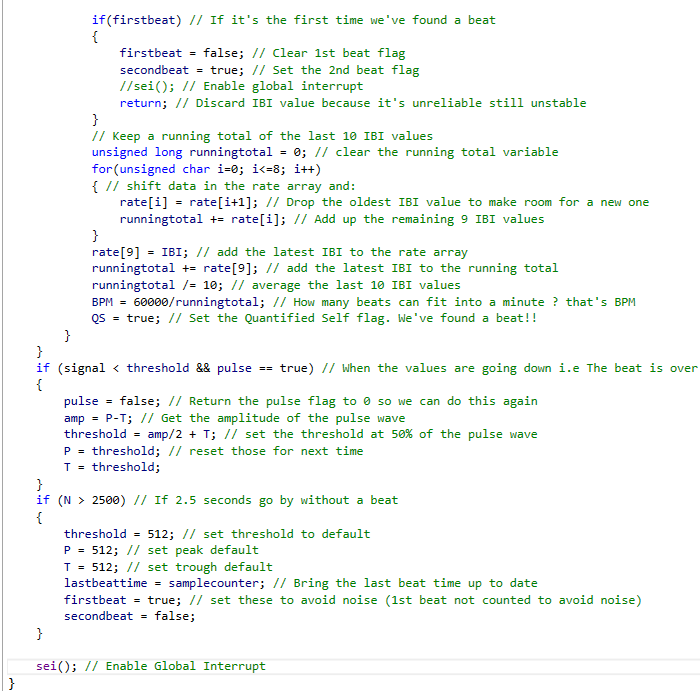 if(firstbeat) // If it's the first time we've found a beat
{
firstbeat = false; // Clear 1st beat flag
secondbeat = true; // Set the 2nd beat flag
//sei(); // Enable global interrupt
return; // Discard IBI value because it's unreliable still unstable
}
// Keep a running total of the last 10 IBI values
unsigned long runningtotal = 0; // clear the running total variable
for(unsigned char i=0; i<=8; i++)
{ // shift data in the rate array and:
rate[i] = rate[i+1]; // Drop the oldest IBI value to make room for a new one
runningtotal += rate[i]; // Add up the remaining 9 IBI values
}
rate[9] = IBI; // add the latest IBI to the rate array
runningtotal += rate[9]; // add the latest IBI to the running total
runningtotal /= 10; // average the last 10 IBI values
BPM = 60000/runningtotal; // How many beats can fit into a minute ? that's BPM
QS = true; // Set the Quantified Self flag. We've found a beat!!
}
}
if (signal < threshold && pulse == true) // When the values are going down i.e The beat is over
{
pulse = false; // Return the pulse flag to 0 so we can do this again
amp = P-T; // Get the amplitude of the pulse wave
threshold = amp/2 + T; // set the threshold at 50% of the pulse wave
P = threshold; // reset those for next time
T = threshold;
}
if (N > 2500) // If 2.5 seconds go by without a beat
{
threshold = 512; // set threshold to default
P = 512; // set peak default
T = 512; // set trough default
lastbeattime = samplecounter; // Bring the last beat time up to date
firstbeat = true; // set these to avoid noise (1st beat not counted to avoid noise)
secondbeat = false;
}
sei(); // Enable Global Interrupt
}